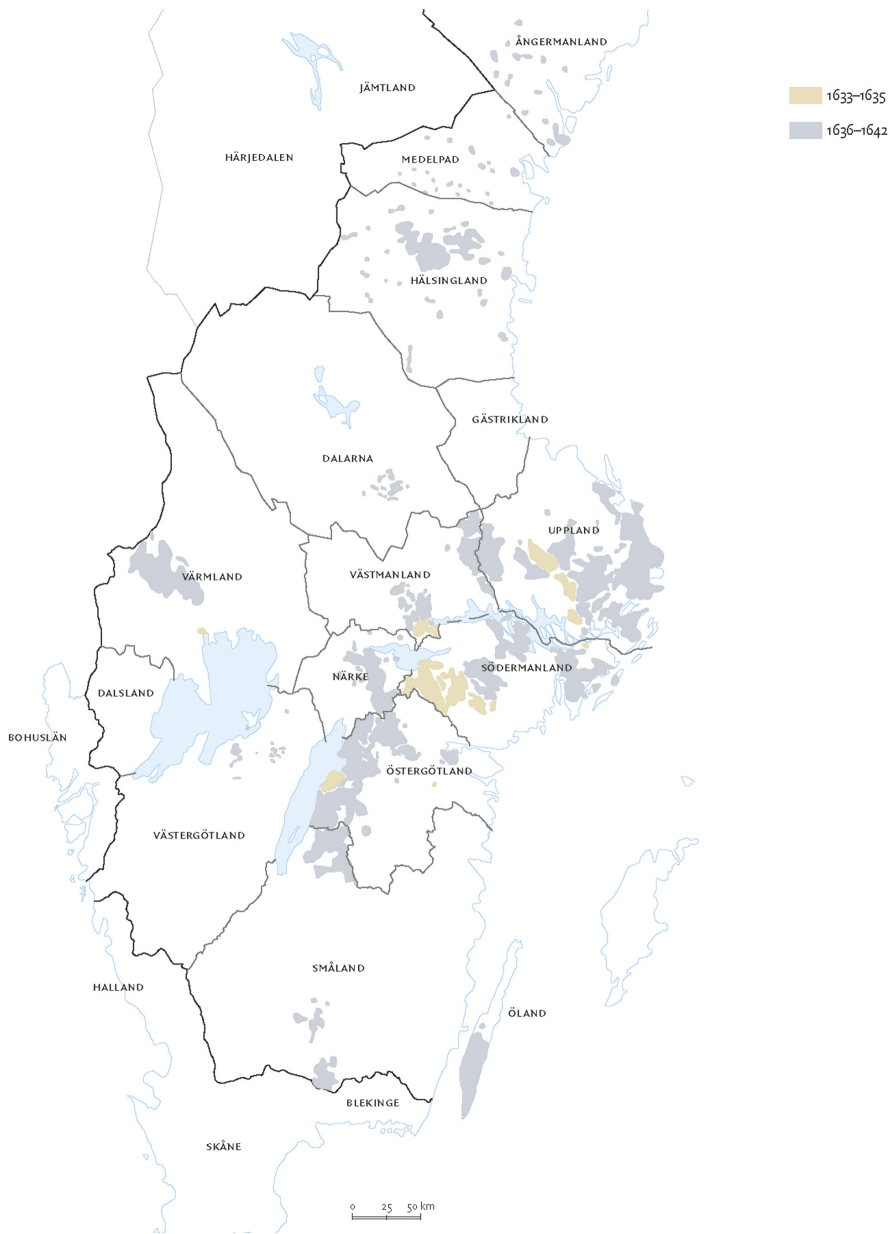 ÅNGERMANLAND
JÄMTLAND
1633–1635
1636–1642
HÄRJEDALEN
MEDELPAD
HÄLSINGLAND
GÄSTRIKLAND
DALARNA
UPPLAND
VÄRMLAND
VÄSTMANLAND
SÖDERMANLAND
NÄRKE
DALSLAND
BOHUSLÄN
ÖSTERGÖTLAND
VÄSTERGÖTLAND
SMÅLAND
HALLAND
ÖLAND
BLEKINGE
SKÅNE
0 25 50 km